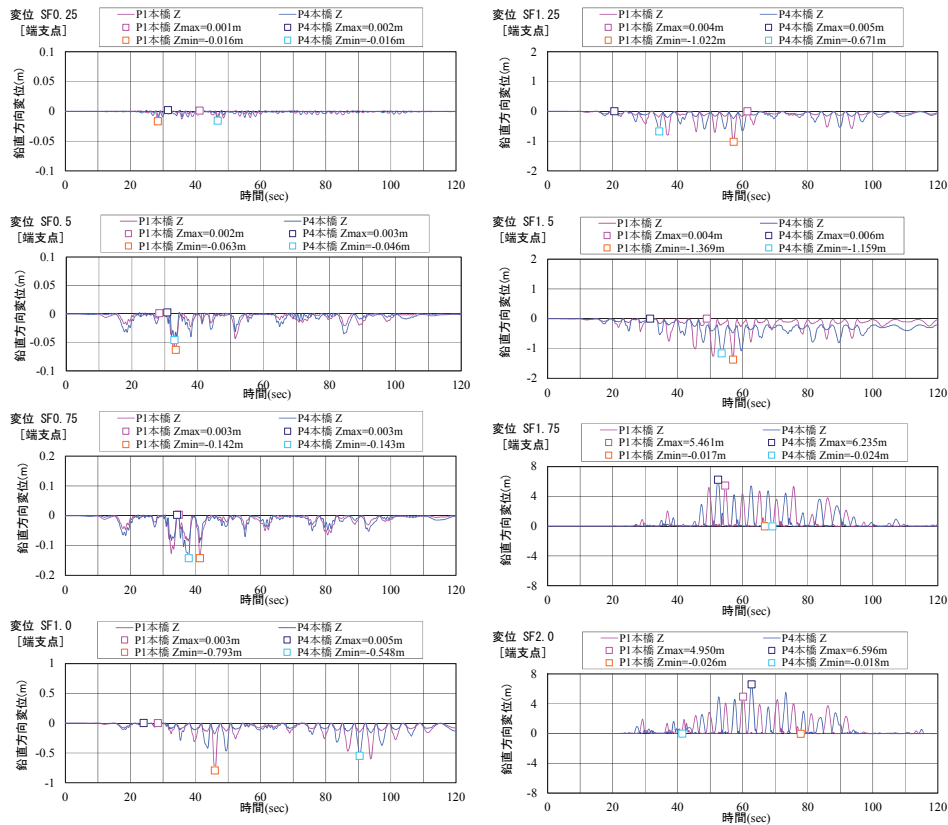 変位 SF0.25
[端支点]
P1本橋 Z
P4本橋 Z
P1本橋 Zmax=0.001m
P4本橋 Zmax=0.002m
P1本橋 Zmin=-0.016m
P4本橋 Zmin=-0.016m
鉛直方向変位(m)
0.1
0.05
0
-0.05
-0.1
0 20 40 60 80 100 120
時間(sec)
変位 SF0.5
[端支点]
P1本橋 Z
P4本橋 Z
P1本橋 Zmax=0.002m
P4本橋 Zmax=0.003m
P1本橋 Zmin=-0.063m
P4本橋 Zmin=-0.046m
鉛直方向変位(m)
0.1
0.05
0
-0.05
-0.1
0 20 40 60 80 100 120
時間(sec)
変位 SF0.75
[端支点]
P1本橋 Z
P4本橋 Z
P1本橋 Zmax=0.003m
P4本橋 Zmax=0.003m
P1本橋 Zmin=-0.142m
P4本橋 Zmin=-0.143m
鉛直方向変位(m)
0.2
0.1
0
-0.1
-0.2
0 20 40 60 80 100 120
時間(sec)
変位 SF1.0
[端支点]
P1本橋 Z
P4本橋 Z
P1本橋 Zmax=0.003m
P4本橋 Zmax=0.005m
P1本橋 Zmin=-0.793m
P4本橋 Zmin=-0.548m
鉛直方向変位(m)
1
0.5
0
-0.5
-1
0 20 40 60 80 100 120
時間(sec)
変位 SF1.25
[端支点]
P1本橋 Z
P4本橋 Z
P1本橋 Zmax=0.004m
P4本橋 Zmax=0.005m
P1本橋 Zmin=-1.022m
P4本橋 Zmin=-0.671m
鉛直方向変位(m)
2
1
0
-1
-2
0 20 40 60 80 100 120
時間(sec)
変位 SF1.5
[端支点]
P1本橋 Z
P4本橋 Z
P1本橋 Zmax=0.004m
P4本橋 Zmax=0.006m
P1本橋 Zmin=-1.369m
P4本橋 Zmin=-1.159m
鉛直方向変位(m)
2
1
0
-1
-2
0 20 40 60 80 100 120
時間(sec)
変位 SF1.75
[端支点]
P1本橋 Z
P4本橋 Z
P1本橋 Zmax=5.461m
P4本橋 Zmax=6.235m
P1本橋 Zmin=-0.017m
P4本橋 Zmin=-0.024m
鉛直方向変位(m)
8
4
0
-4
-8
0 20 40 60 80 100 120
時間(sec)
変位 SF2.0
[端支点]
P1本橋 Z
P4本橋 Z
P1本橋 Zmax=4.950m
P4本橋 Zmax=6.596m
P1本橋 Zmin=-0.026m
P4本橋 Zmin=-0.018m
鉛直方向変位(m)
8
4
0
-4
-8
0 20 40 60 80 100 120
時間(sec)